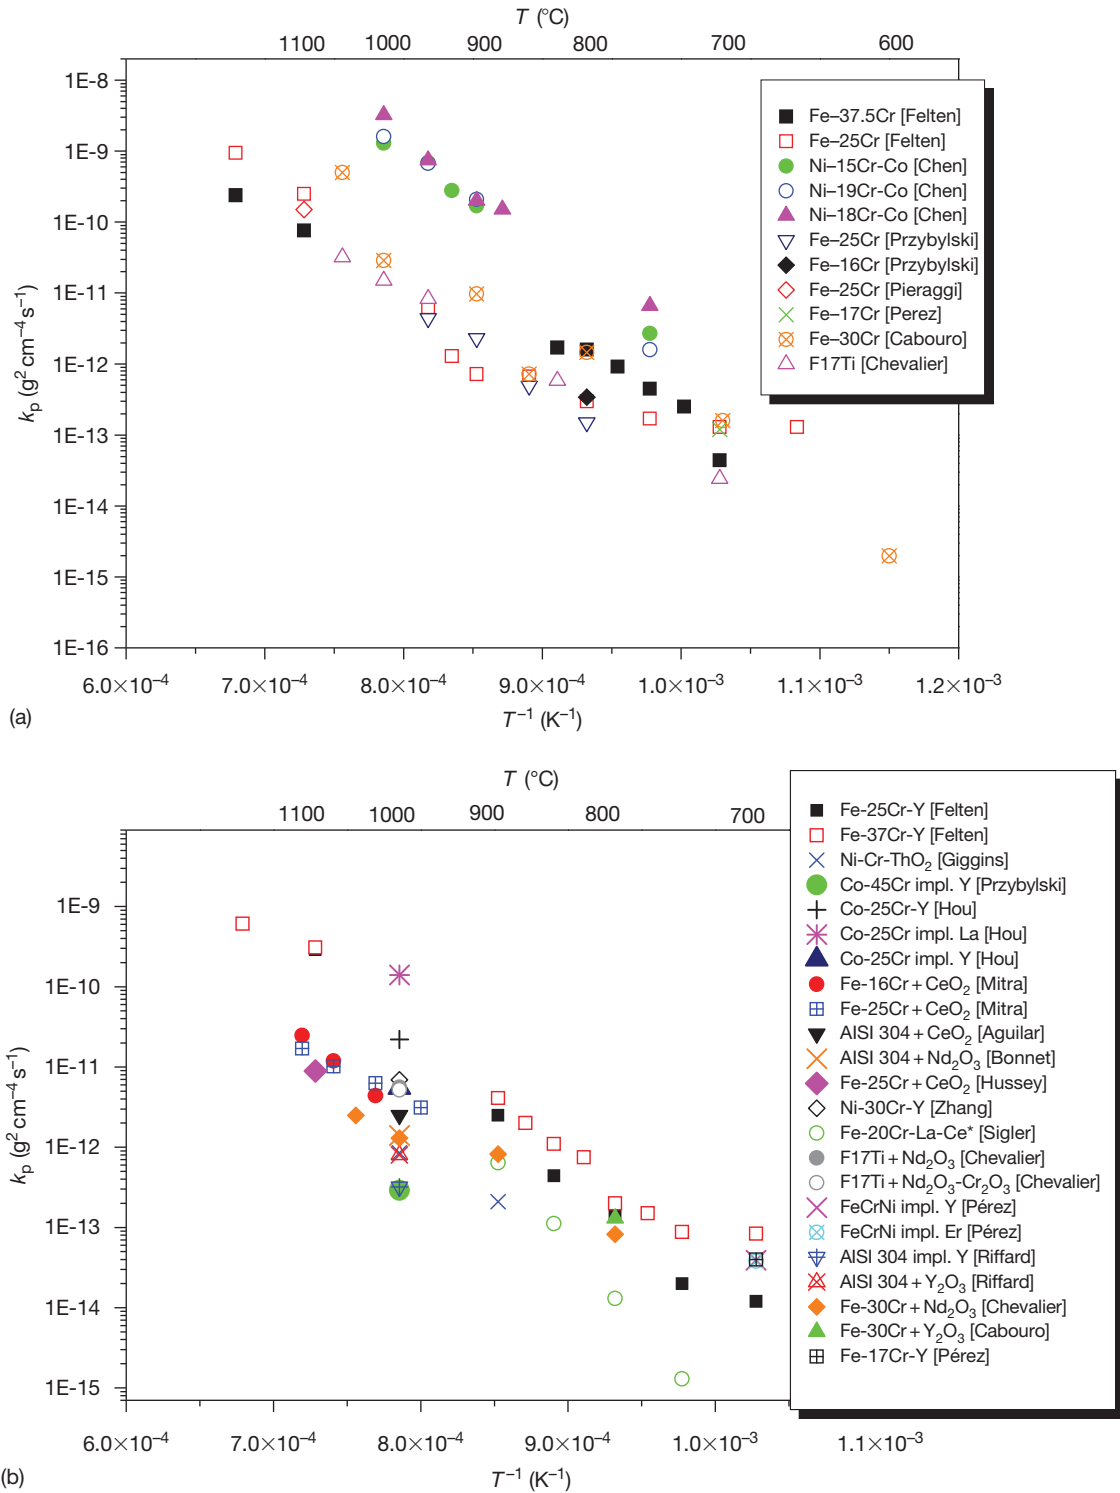 T (°C)
1100 1000 900 800 700 600
1E-8
1E-9
1E-10
1E-11
1E-12
1E-13
1E-14
1E-15
1E-16
kp (g² cm⁻⁴ s⁻¹)
Fe–37.5Cr [Felten]
Fe–25Cr [Felten]
Ni–15Cr-Co [Chen]
Ni–19Cr-Co [Chen]
Ni–18Cr-Co [Chen]
Fe–25Cr [Przybylski]
Fe–16Cr [Przybylski]
Fe–25Cr [Pieraggi]
Fe–17Cr [Perez]
Fe–30Cr [Cabouro]
F17Ti [Chevalier]
6.0×10⁻⁴ 7.0×10⁻⁴ 8.0×10⁻⁴ 9.0×10⁻⁴ 1.0×10⁻³ 1.1×10⁻³ 1.2×10⁻³
(a)
T⁻¹ (K⁻¹)
T (°C)
1100 1000 900 800 700
1E-9
1E-10
1E-11
1E-12
1E-13
1E-14
1E-15
kp (g² cm⁻⁴ s⁻¹)
Fe-25Cr-Y [Felten]
Fe-37Cr-Y [Felten]
Ni-Cr-ThO₂ [Giggins]
Co-45Cr impl. Y [Przybylski]
Co-25Cr-Y [Hou]
Co-25Cr impl. La [Hou]
Co-25Cr impl. Y [Hou]
Fe-16Cr + CeO₂ [Mitra]
Fe-25Cr + CeO₂ [Mitra]
AISI 304 + CeO₂ [Aguilar]
AISI 304 + Nd₂O₃ [Bonnet]
Fe-25Cr + CeO₂ [Hussey]
Ni-30Cr-Y [Zhang]
Fe-20Cr-La-Ce* [Sigler]
F17Ti + Nd₂O₃ [Chevalier]
F17Ti + Nd₂O₃-Cr₂O₃ [Chevalier]
FeCrNi impl. Y [Pérez]
FeCrNi impl. Er [Pérez]
AISI 304 impl. Y [Riffard]
AISI 304 + Y₂O₃ [Riffard]
Fe-30Cr + Nd₂O₃ [Chevalier]
Fe-30Cr + Y₂O₃ [Cabouro]
Fe-17Cr-Y [Pérez]
6.0×10⁻⁴ 7.0×10⁻⁴ 8.0×10⁻⁴ 9.0×10⁻⁴ 1.0×10⁻³ 1.1×10⁻³
(b)
T⁻¹ (K⁻¹)